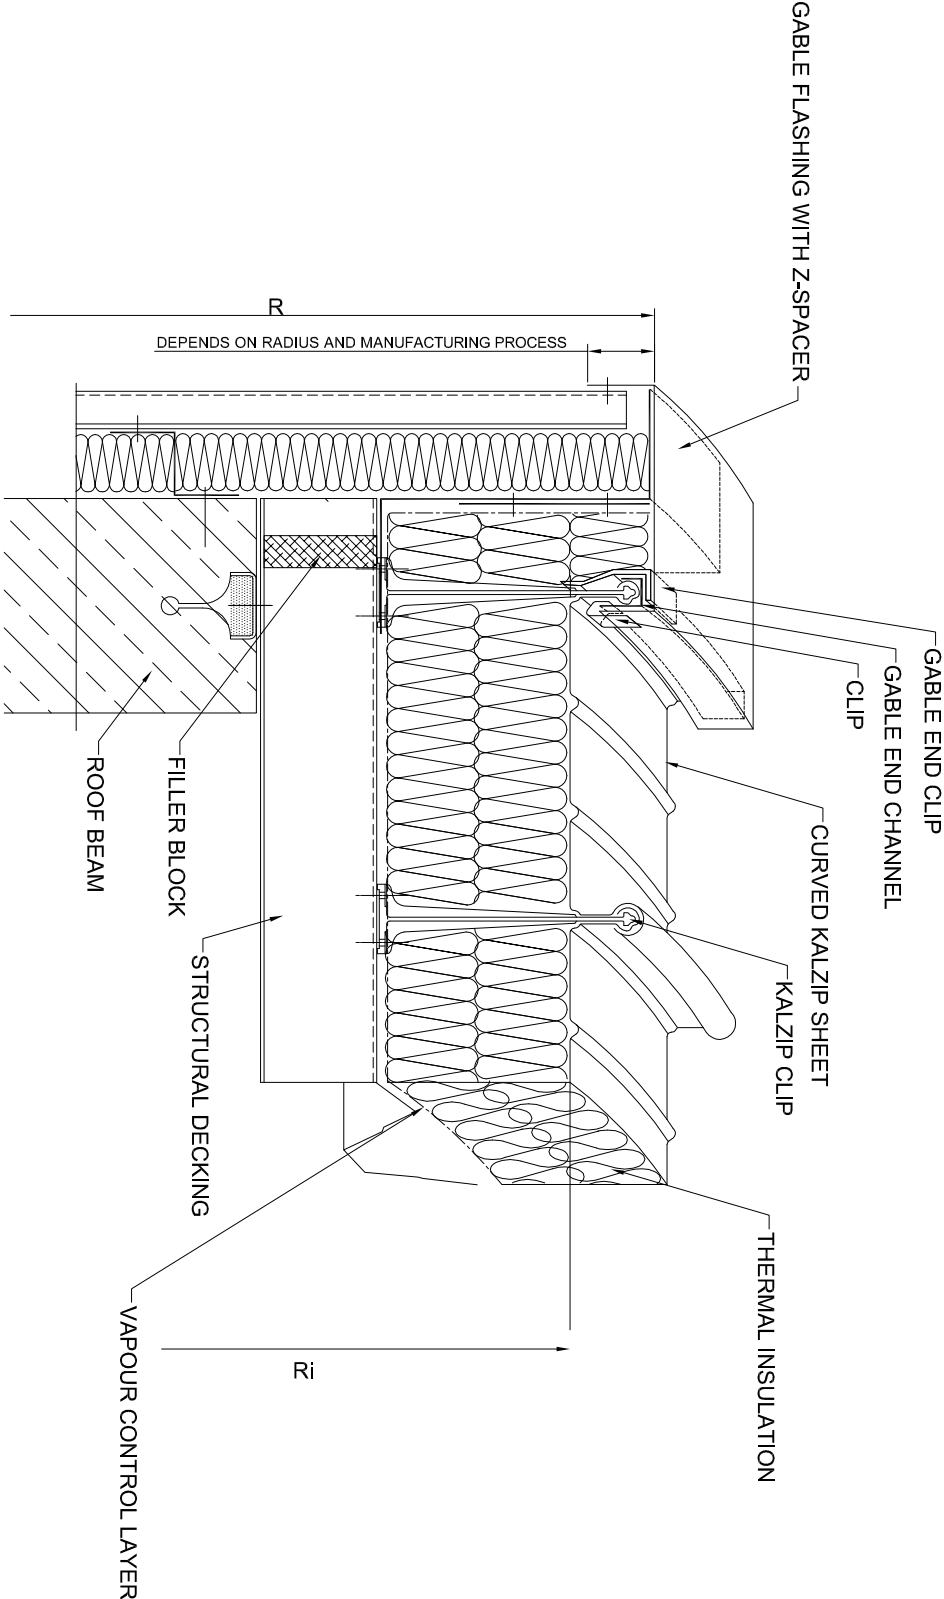 GABLE FLASHING WITH Z-SPACER
GABLE END CLIP
GABLE END CHANNEL
CLIP
CURVED KALZIP SHEET
KALZIP CLIP
THERMAL INSULATION
R
DEPENDS ON RADIUS AND MANUFACTURING PROCESS
Ri
FILLER BLOCK
ROOF BEAM
STRUCTURAL DECKING
VAPOUR CONTROL LAYER